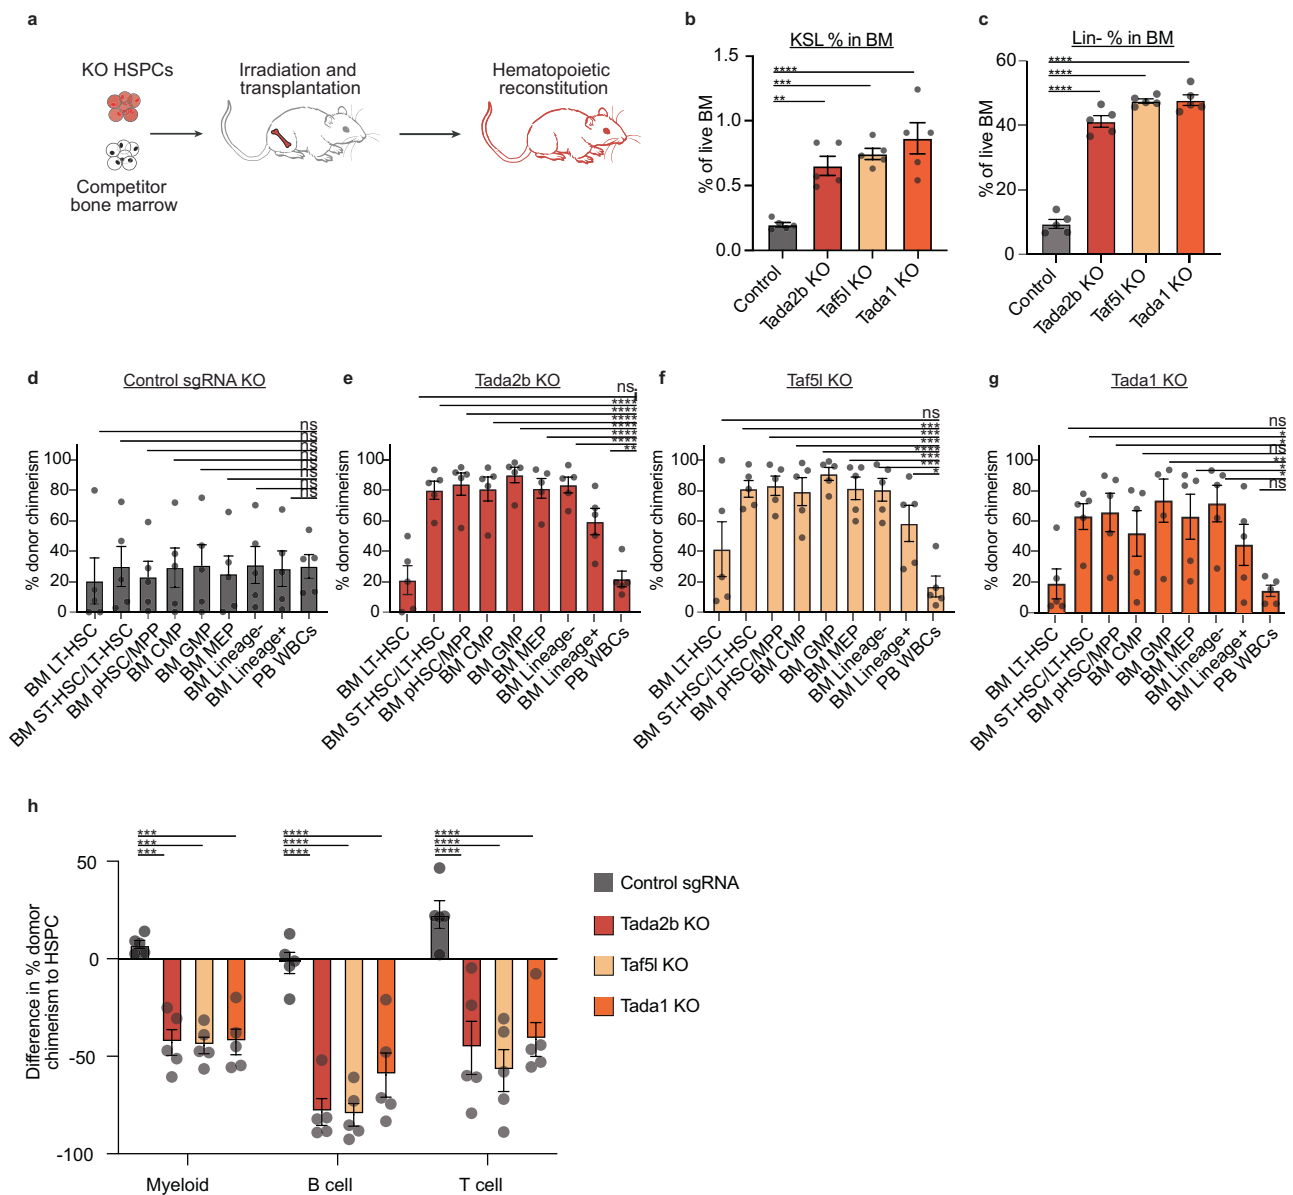 a
KO HSPCs
Competitor
bone marrow
Irradiation and
transplantation
Hematopoietic
reconstitution
b
KSL % in BM
% of live BM
1.5
1.0
0.5
0.0
****
***
**
Control
Tada2b KO
Taf5l KO
Tada1 KO
c
Lin- % in BM
% of live BM
60
40
20
0
****
****
****
Control
Tada2b KO
Taf5l KO
Tada1 KO
d
Control sgRNA KO
% donor chimerism
100
80
60
40
20
0
ns
ns
ns
ns
ns
ns
ns
ns
BM LT-HSC
BM ST-HSC/LT-HSC
BM pHSC/MPP
BM CMP
BM GMP
BM MEP
BM Lineage-
BM Lineage+
PB WBCs
e
Tada2b KO
% donor chimerism
100
80
60
40
20
0
ns
****
****
****
****
****
****
**
BM LT-HSC
BM ST-HSC/LT-HSC
BM pHSC/MPP
BM CMP
BM GMP
BM MEP
BM Lineage-
BM Lineage+
PB WBCs
f
Taf5l KO
% donor chimerism
100
80
60
40
20
0
ns
***
***
****
****
***
*
BM LT-HSC
BM ST-HSC/LT-HSC
BM pHSC/MPP
BM CMP
BM GMP
BM MEP
BM Lineage-
BM Lineage+
PB WBCs
g
Tada1 KO
% donor chimerism
100
80
60
40
20
0
ns
*
*
ns
**
*
ns
BM LT-HSC
BM ST-HSC/LT-HSC
BM pHSC/MPP
BM CMP
BM GMP
BM MEP
BM Lineage-
BM Lineage+
PB WBCs
h
Difference in % domor
chimerism to HSPC
50
0
-50
-100
***
***
***
****
****
****
****
****
****
Myeloid
B cell
T cell
Control sgRNA
Tada2b KO
Taf5l KO
Tada1 KO